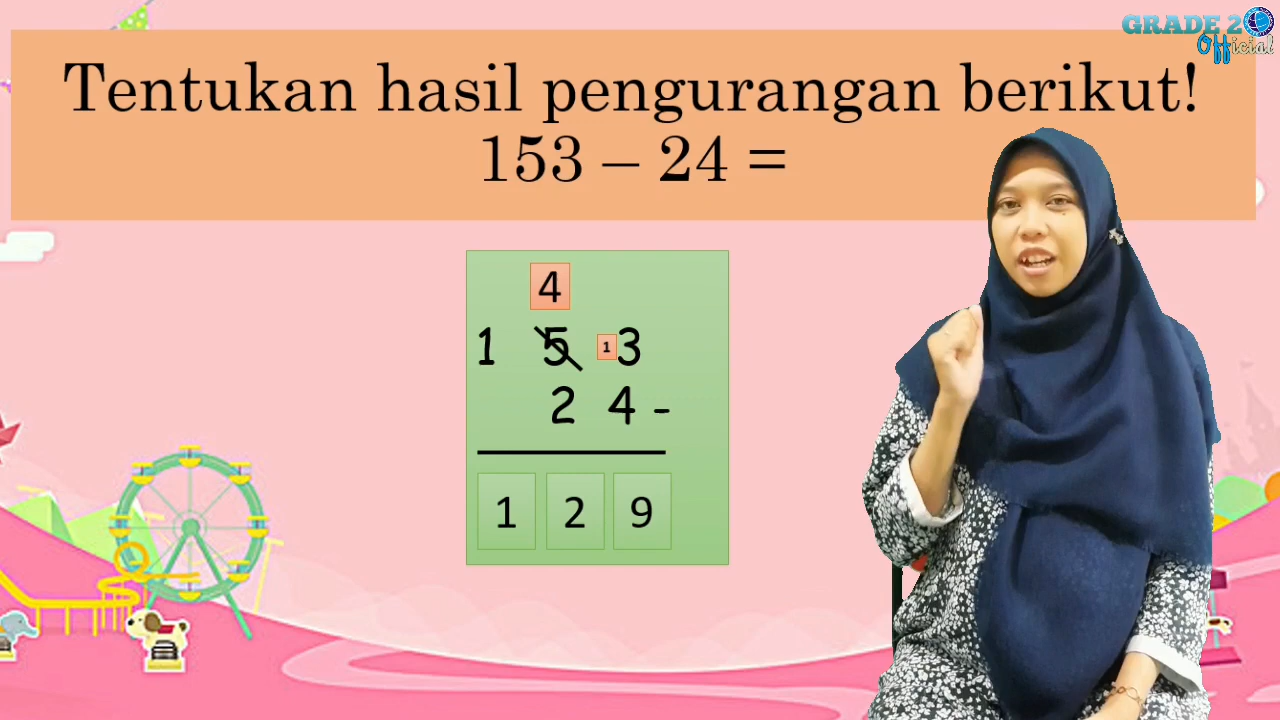 GRADE 2
Official
Tentukan hasil pengurangan berikut!
153 – 24 =
4
1 5 1 3
2 4 -
1 2 9